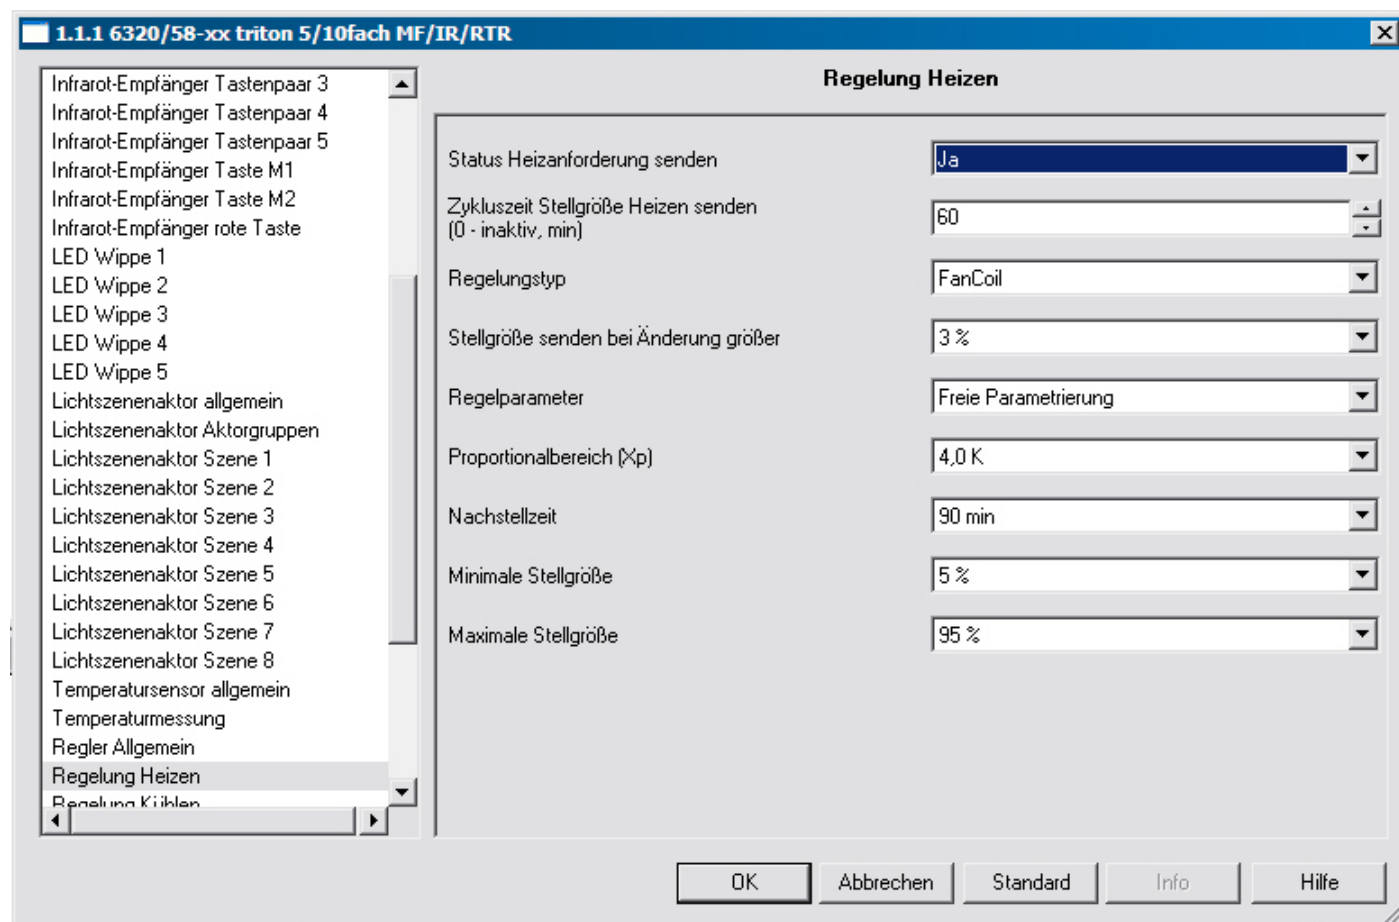 1.1.1 6320/58-xx triton 5/10fach MF/IR/RTR
Infrarot-Empfänger Tastenpaar 3
Infrarot-Empfänger Tastenpaar 4
Infrarot-Empfänger Tastenpaar 5
Infrarot-Empfänger Taste M1
Infrarot-Empfänger Taste M2
Infrarot-Empfänger rote Taste
LED Wippe 1
LED Wippe 2
LED Wippe 3
LED Wippe 4
LED Wippe 5
Lichtszenenaktor allgemein
Lichtszenenaktor Aktorgruppen
Lichtszenenaktor Szene 1
Lichtszenenaktor Szene 2
Lichtszenenaktor Szene 3
Lichtszenenaktor Szene 4
Lichtszenenaktor Szene 5
Lichtszenenaktor Szene 6
Lichtszenenaktor Szene 7
Lichtszenenaktor Szene 8
Temperatursensor allgemein
Temperaturmessung
Regler Allgemein
Regelung Heizen
Regelung Kühlen
Regelung Heizen
Status Heizanforderung senden
Ja
Zykluszeit Stellgröße Heizen senden
(0 - inaktiv, min)
60
Regelungstyp
FanCoil
Stellgröße senden bei Änderung größer
3 %
Regelparameter
Freie Parametrierung
Proportionalbereich (Xp)
4,0 K
Nachstellzeit
90 min
Minimale Stellgröße
5 %
Maximale Stellgröße
95 %
OK
Abbrechen
Standard
Info
Hilfe